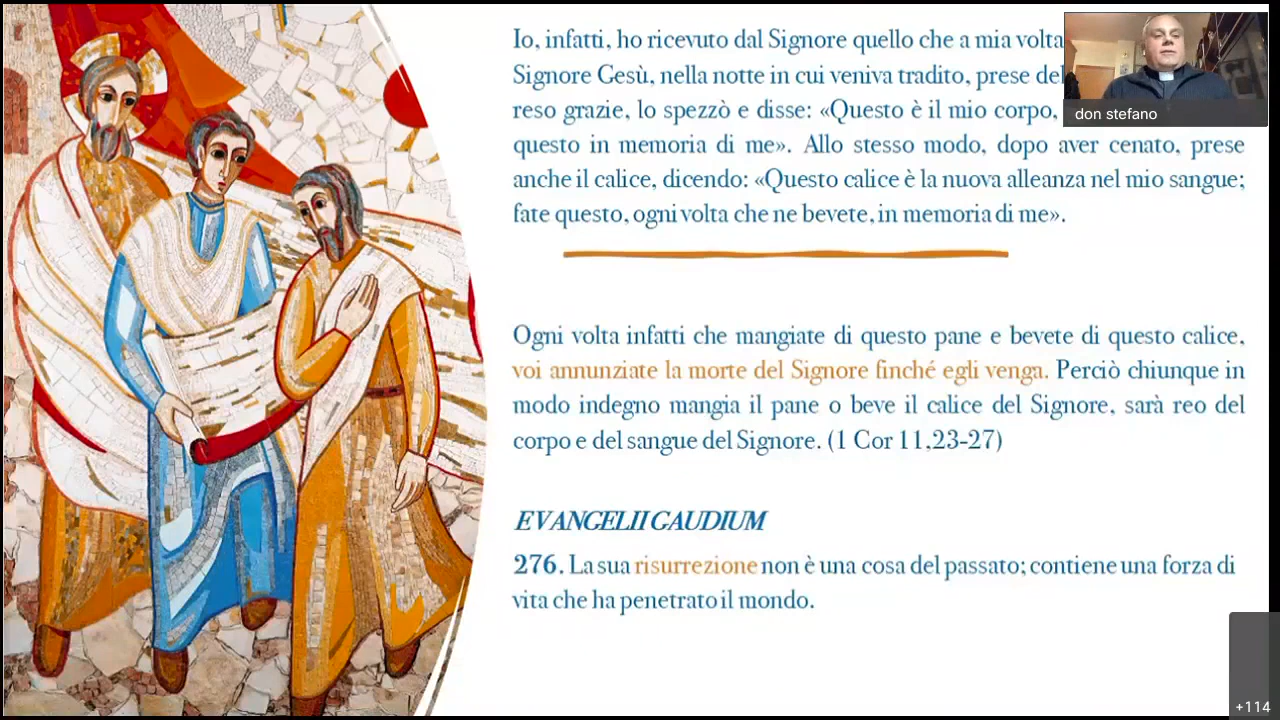 Io, infatti, ho ricevuto dal Signore quello che a mia volta
Signore Gesù, nella notte in cui veniva tradito, prese del
reso grazie, lo spezzò e disse: «Questo è il mio corpo,
questo in memoria di me». Allo stesso modo, dopo aver cenato, prese
anche il calice, dicendo: «Questo calice è la nuova alleanza nel mio sangue;
fate questo, ogni volta che ne bevete, in memoria di me».
don stefano
Ogni volta infatti che mangiate di questo pane e bevete di questo calice,
voi annunziate la morte del Signore finché egli venga. Perciò chiunque in
modo indegno mangia il pane o beve il calice del Signore, sarà reo del
corpo e del sangue del Signore. (1 Cor 11,23-27)
EVANGELII GAUDIUM
276. La sua risurrezione non è una cosa del passato; contiene una forza di
vita che ha penetrato il mondo.
+114